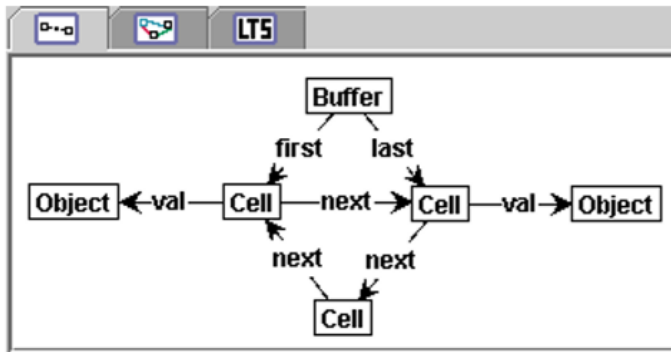 LTS
Buffer
first last
Object val Cell next Cell val Object
next next
Cell